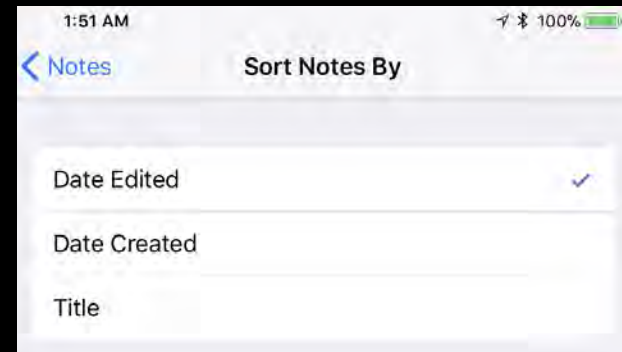 1:51 AM 100%
Notes Sort Notes By
Date Edited
Date Created
Title